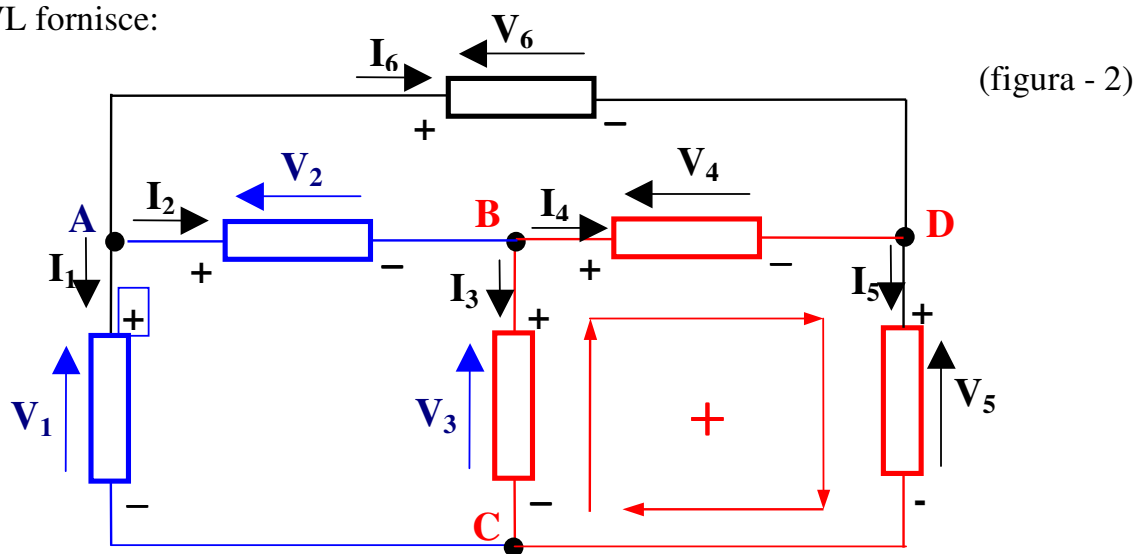 VL fornisce:
V6
I6
(figura - 2)
+
–
V2
V4
I2
B
I4
A
D
+
–
+
–
I1
I3
I5
+
+
+
V1
V3
+
V5
–
–
-
C